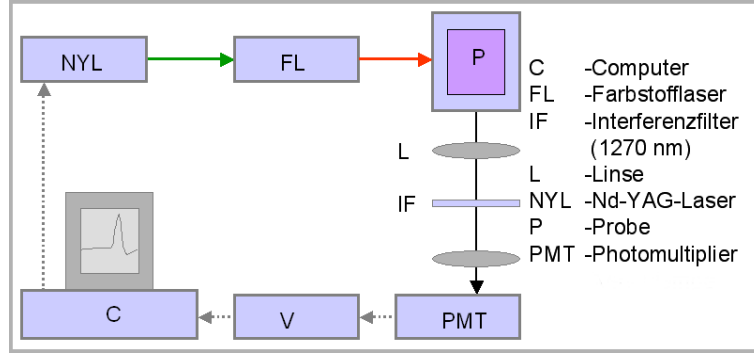 NYL
FL
P
L
IF
C
V
PMT
C -Computer
FL -Farbstofflaser
IF -Interferenzfilter
(1270 nm)
L -Linse
NYL -Nd-YAG-Laser
P -Probe
PMT -Photomultiplier